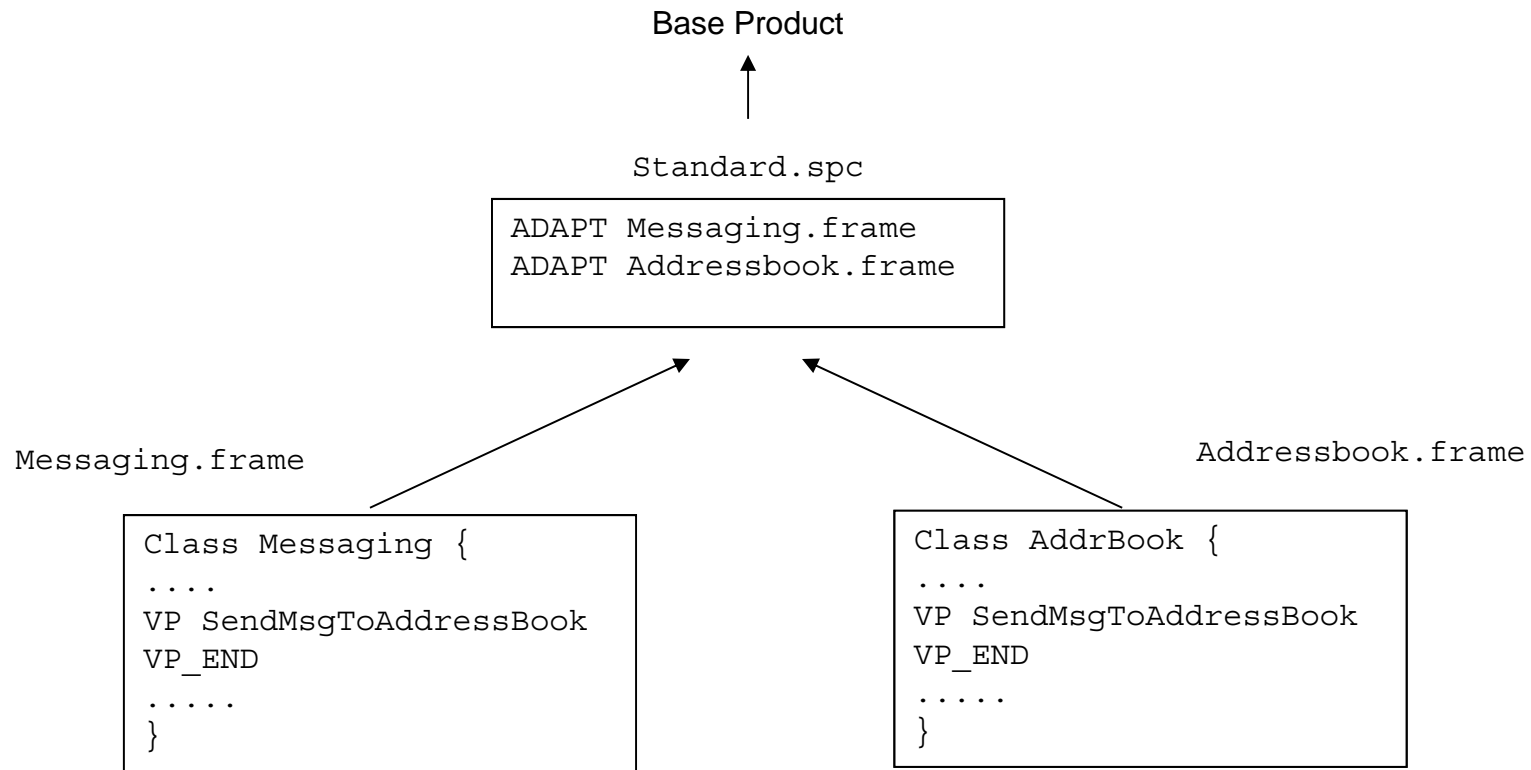 Base Product
Standard.spc
ADAPT Messaging.frame
ADAPT Addressbook.frame
Messaging.frame
Class Messaging {
....
VP SendMsgToAddressBook
VP_END
.....
}
Addressbook.frame
Class AddrBook {
....
VP SendMsgToAddressBook
VP_END
.....
}